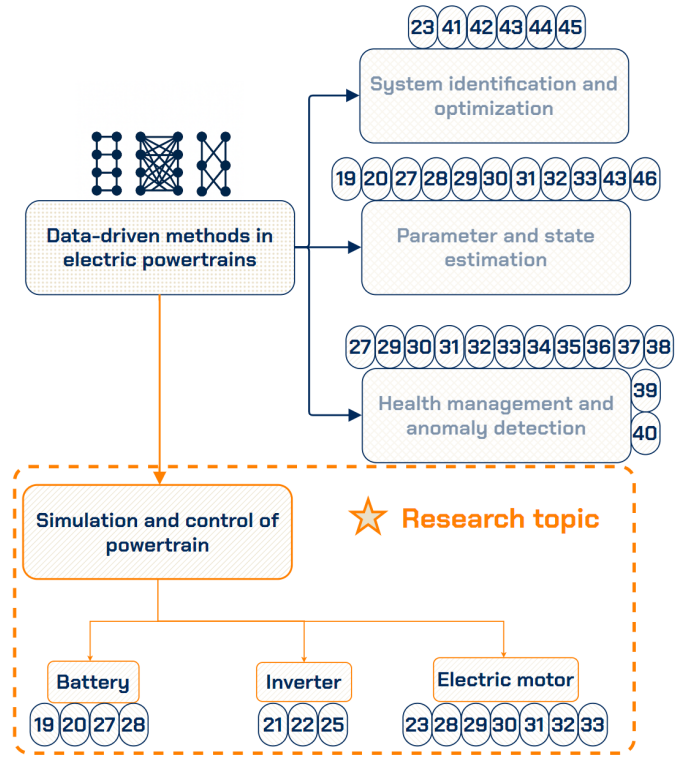 23 41 42 43 44 45
System identification and
optimization
19 20 27 28 29 30 31 32 33 43 46
Data-driven methods in
electric powertrains
Parameter and state
estimation
27 29 30 31 32 33 34 35 36 37 38
39
40
Health management and
anomaly detection
Simulation and control of
powertrain
Research topic
Battery
19 20 27 28
Inverter
21 22 25
Electric motor
23 28 29 30 31 32 33